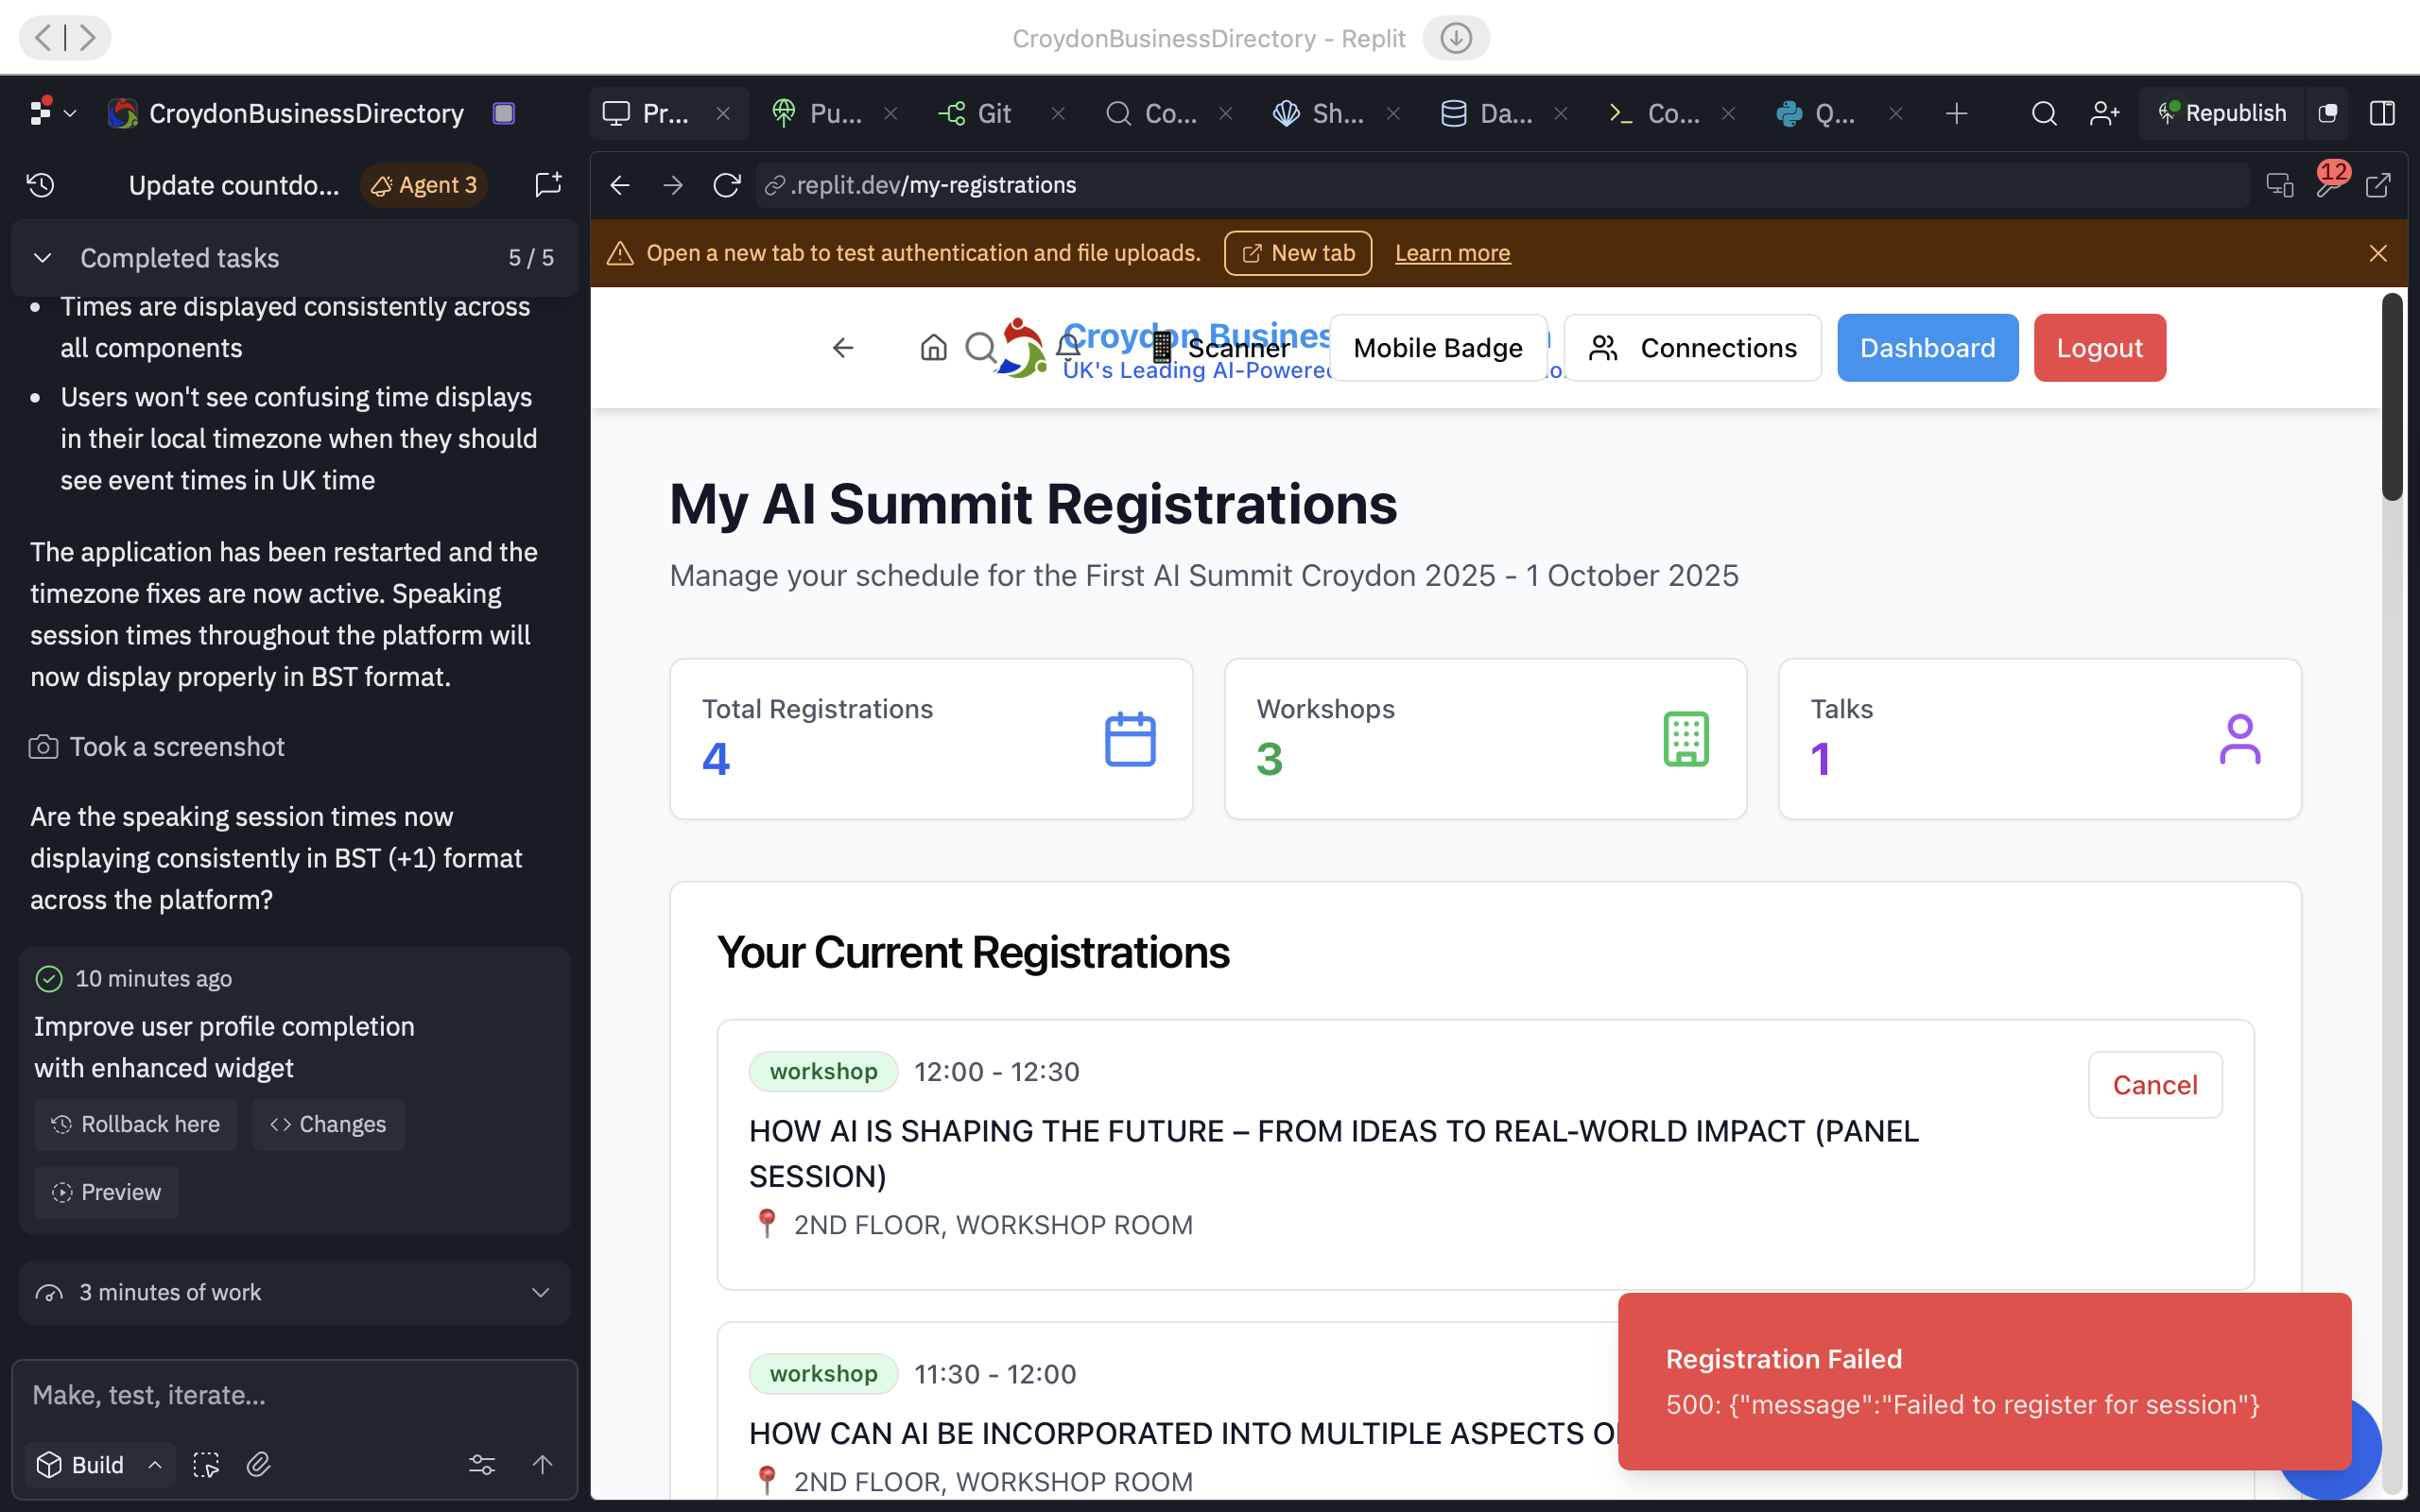 CroydonBusinessDirectory - Replit
CroydonBusinessDirectory
Pr...
Pu...
Git
Co...
Sh...
Da...
Co...
Q...
Republish
Update countdo...
Agent 3
.replit.dev/my-registrations
12
Completed tasks
5 / 5
Open a new tab to test authentication and file uploads.
New tab
Learn more
• Times are displayed consistently across
all components
• Users won't see confusing time displays
in their local timezone when they should
see event times in UK time
The application has been restarted and the
timezone fixes are now active. Speaking
session times throughout the platform will
now display properly in BST format.
Took a screenshot
Are the speaking session times now
displaying consistently in BST (+1) format
across the platform?
10 minutes ago
Improve user profile completion
with enhanced widget
Rollback here
Changes
Preview
3 minutes of work
Make, test, iterate...
Build
Croydon Busines
UK's Leading AI-Powere
Scanner
Mobile Badge
Connections
Dashboard
Logout
My AI Summit Registrations
Manage your schedule for the First AI Summit Croydon 2025 - 1 October 2025
Total Registrations
4
Workshops
3
Talks
1
Your Current Registrations
workshop
12:00 - 12:30
Cancel
HOW AI IS SHAPING THE FUTURE – FROM IDEAS TO REAL-WORLD IMPACT (PANEL
SESSION)
2ND FLOOR, WORKSHOP ROOM
workshop
11:30 - 12:00
HOW CAN AI BE INCORPORATED INTO MULTIPLE ASPECTS
2ND FLOOR, WORKSHOP ROOM
Registration Failed
500: {"message":"Failed to register for session"}